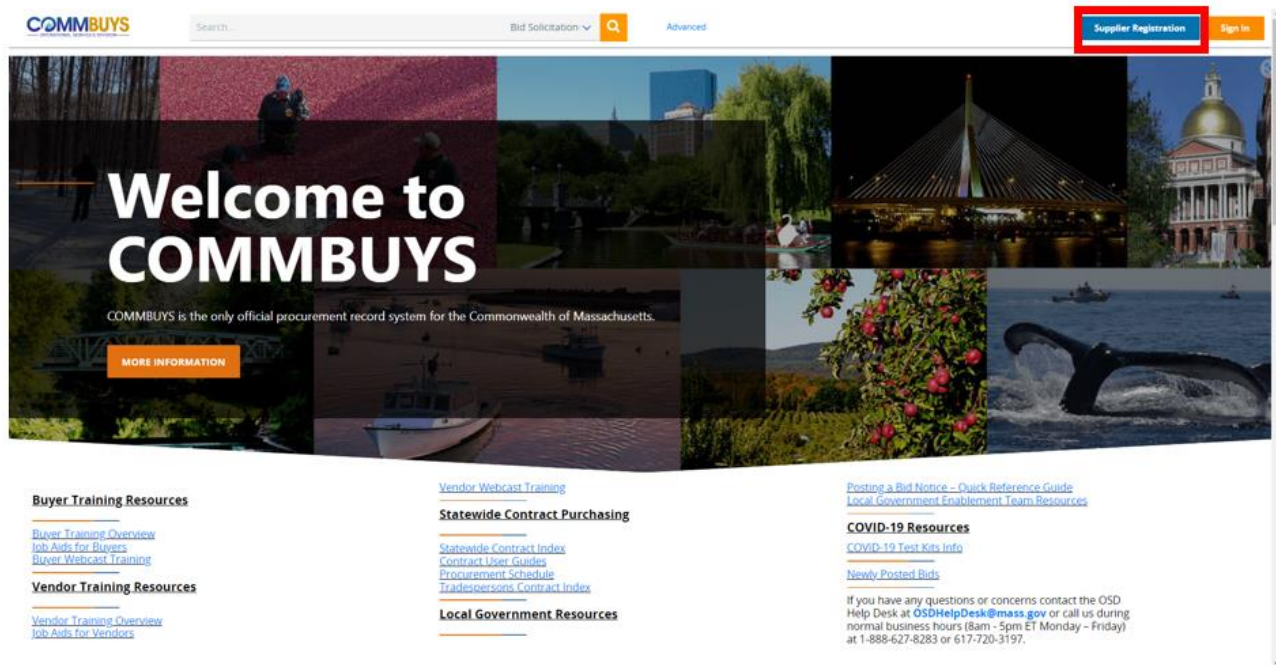 COMMBUYS
OPERATIONAL SERVICES DIVISION
Search...
Bid Solicitation
Advanced
Supplier Registration
Sign In
Welcome to
COMMBUYS
COMMBUYS is the only official procurement record system for the Commonwealth of Massachusetts.
MORE INFORMATION
Buyer Training Resources
Buyer Training Overview
Job Aids for Buyers
Buyer Webcast Training
Vendor Training Resources
Vendor Training Overview
Job Aids for Vendors
Vendor Webcast Training
Statewide Contract Purchasing
Statewide Contract Index
Contract User Guides
Procurement Schedule
Tradespersons Contract Index
Local Government Resources
Posting a Bid Notice – Quick Reference Guide
Local Government Enablement Team Resources
COVID-19 Resources
COVID-19 Test Kits Info
Newly Posted Bids
If you have any questions or concerns contact the OSD
Help Desk at OSDHelpDesk@mass.gov or call us during
normal business hours (8am - 5pm ET Monday – Friday)
at 1-888-627-8283 or 617-720-3197.